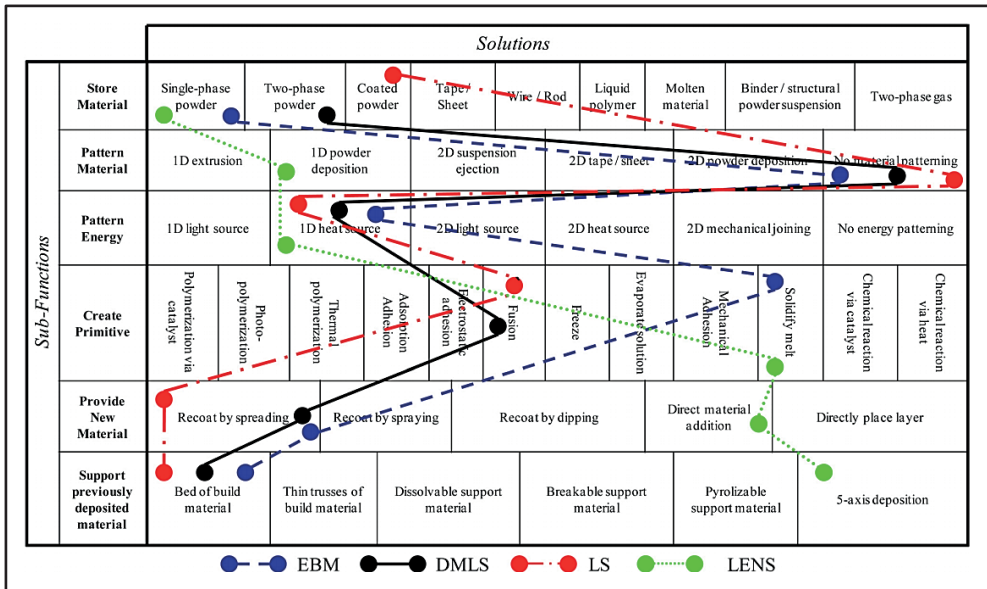 Solutions
Sub-Functions
Store
Material
Single-phase
powder
Two-phase
powder
Coated
powder
Tape /
Sheet
Wire / Rod
Liquid
polymer
Molten
material
Binder / structural
powder suspension
Two-phase gas
Pattern
Material
1D extrusion
1D powder
deposition
2D suspension
ejection
2D tape / sheet
2D powder deposition
No material patterning
Pattern
Energy
1D light source
1D heat source
2D light source
2D heat source
2D mechanical joining
No energy patterning
Create
Primitive
Polymerization via
catalyst
Photo-
polymerization
Thermal
polymerization
Adsorption
Adhesion
Electrostatic
adhesion
Fusion
Freeze
Evaporate solution
Mechanical
Adhesion
Solidify melt
Chemical reaction
via catalyst
Chemical reaction
via heat
Provide
New
Material
Recoat by spreading
Recoat by spraying
Recoat by dipping
Direct material
addition
Directly place layer
Support
previously
deposited
material
Bed of build
material
Thin trusses of
build material
Dissolvable support
material
Breakable support
material
Pyrolizable
support material
5-axis deposition
EBM
DMLS
LS
LENS